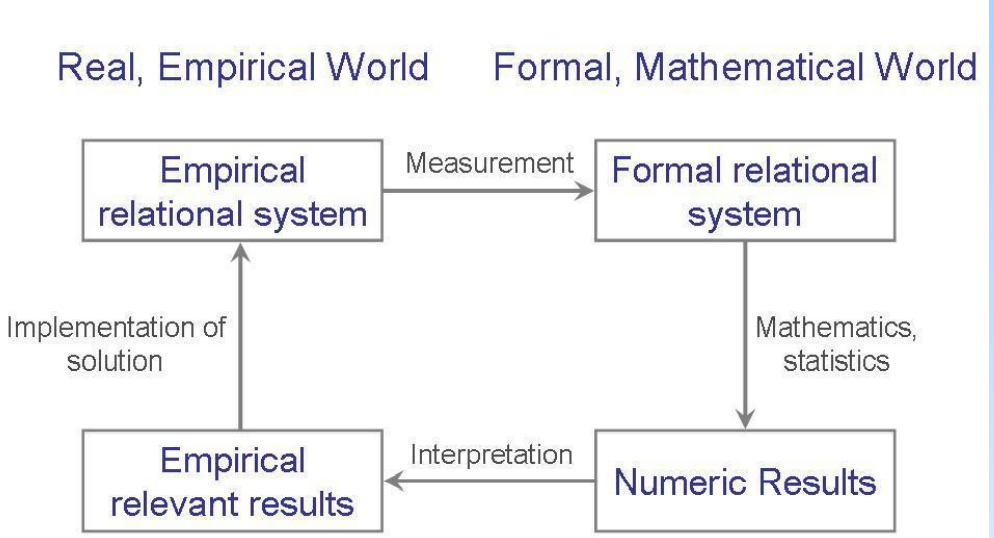 Real, Empirical World
Formal, Mathematical World
Empirical
relational system
Measurement
Formal relational
system
Implementation of
solution
Mathematics,
statistics
Empirical
relevant results
Interpretation
Numeric Results